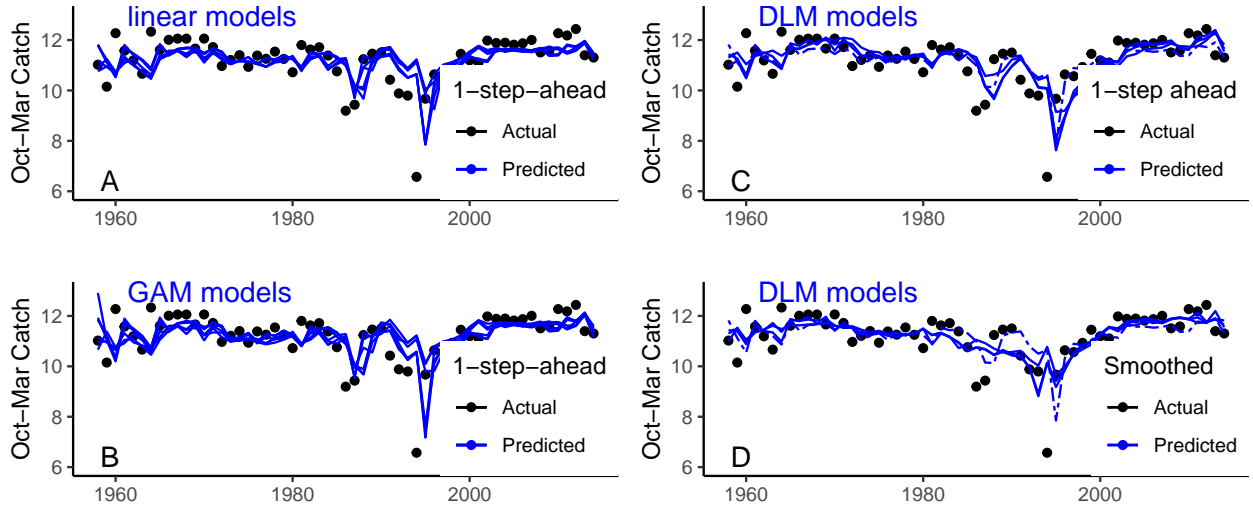 linear models
Oct−Mar Catch
12
10
8
6
1960
1980
2000
A
1−step−ahead
Actual
Predicted
DLM models
Oct−Mar Catch
12
10
8
6
1960
1980
2000
C
1−step ahead
Actual
Predicted
GAM models
Oct−Mar Catch
12
10
8
6
1960
1980
2000
B
1−step−ahead
Actual
Predicted
DLM models
Oct−Mar Catch
12
10
8
6
1960
1980
2000
D
Smoothed
Actual
Predicted